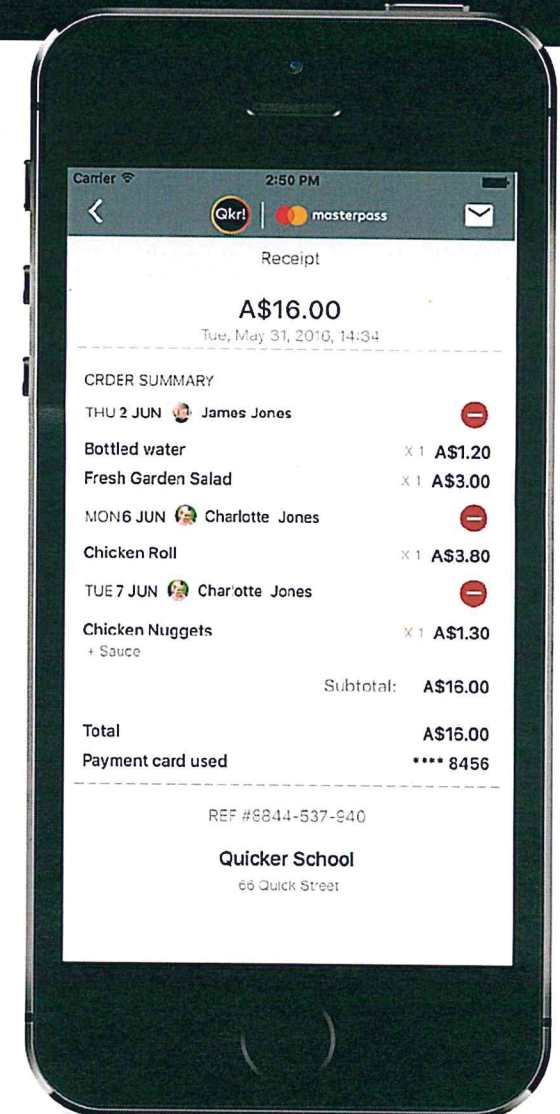 Carrier 2:50 PM
Qkr! masterpass
Receipt
A$16.00
Tue, May 31, 2016, 14:34
CRDER SUMMARY
THU 2 JUN James Jones
Bottled water X 1 A$1.20
Fresh Garden Salad X 1 A$3.00
MON 6 JUN Charlotte Jones
Chicken Roll X 1 A$3.80
TUE 7 JUN Charlotte Jones
Chicken Nuggets X 1 A$1.30
+ Sauce
Subtotal: A$16.00
Total A$16.00
Payment card used **** 8456
REF #8844-537-940
Quicker School
66 Quick Street